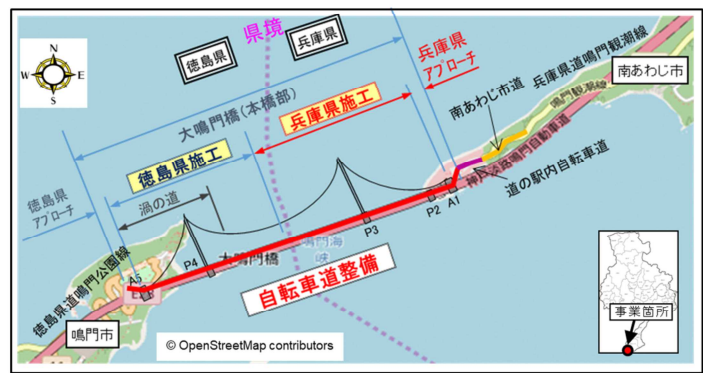 N
W
E
S
徳島県
県境
兵庫県
兵庫県
アプローチ
兵庫県道鳴門観潮線
南あわじ市
大鳴門橋(本橋部)
兵庫県施工
南あわじ市道
鳴門観潮線
神戸淡路鳴門自動車道
道の駅内自転車道
徳島県施工
徳島県
アプローチ
渦の道
P2
A1
P3
P4
大鳴門橋
鳴門海
峡
A5
徳島県道鳴門公園線
自転車道整備
鳴門市
事業箇所
© OpenStreetMap contributors